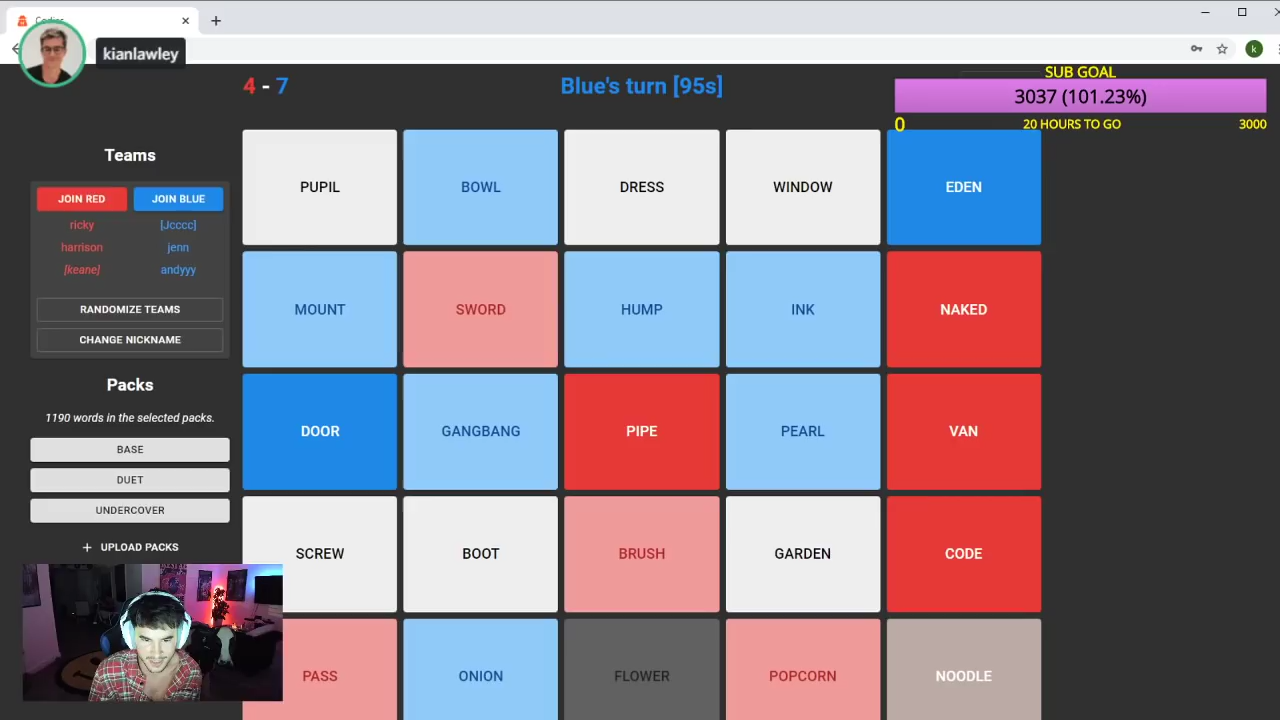 kianlawley
4 - 7
Blue's turn [95s]
SUB GOAL
3037 (101.23%)
0
20 HOURS TO GO
3000
Teams
JOIN RED
JOIN BLUE
ricky
[Jcccc]
harrison
jenn
[keane]
andyyy
RANDOMIZE TEAMS
CHANGE NICKNAME
Packs
1190 words in the selected packs.
BASE
DUET
UNDERCOVER
+ UPLOAD PACKS
PUPIL
BOWL
DRESS
WINDOW
EDEN
MOUNT
SWORD
HUMP
INK
NAKED
DOOR
GANGBANG
PIPE
PEARL
VAN
SCREW
BOOT
BRUSH
GARDEN
CODE
PASS
ONION
FLOWER
POPCORN
NOODLE
k